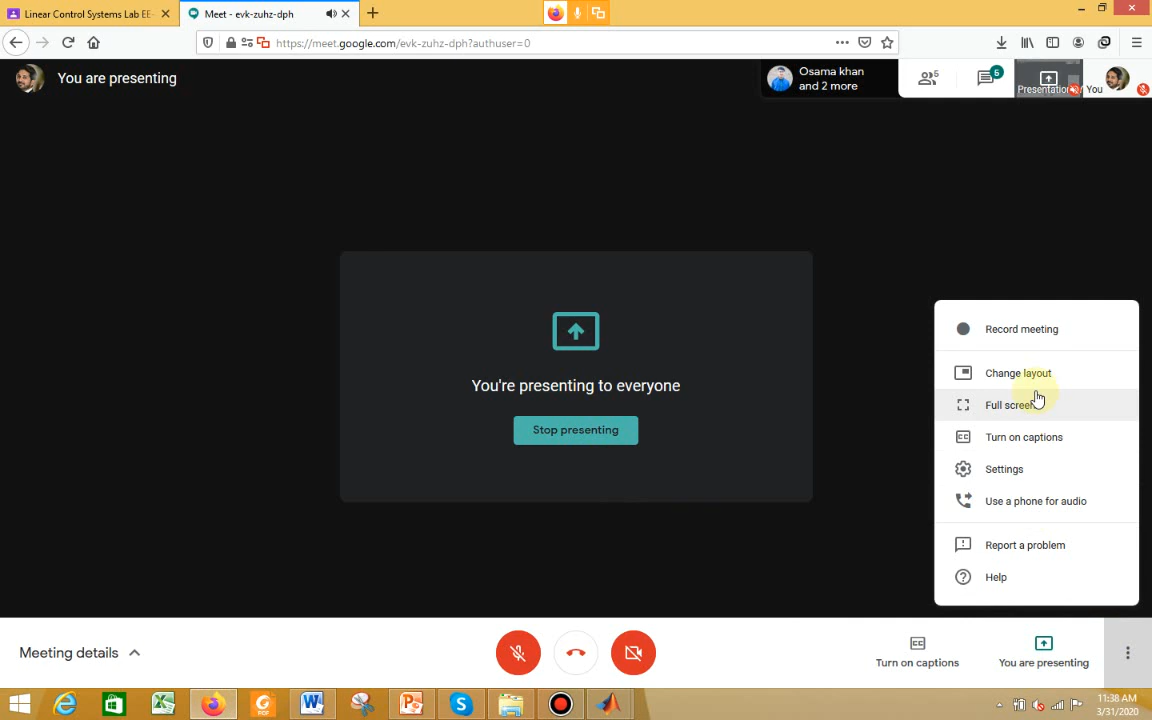 Linear Control Systems Lab EE-
Meet - evk-zuhz-dph
https://meet.google.com/evk-zuhz-dph?authuser=0
You are presenting
Osama khan
and 2 more
5
5
Presentation
You
You're presenting to everyone
Stop presenting
Record meeting
Change layout
Full screen
Turn on captions
Settings
Use a phone for audio
Report a problem
Help
Meeting details
Turn on captions
You are presenting
11:38 AM
3/31/2020